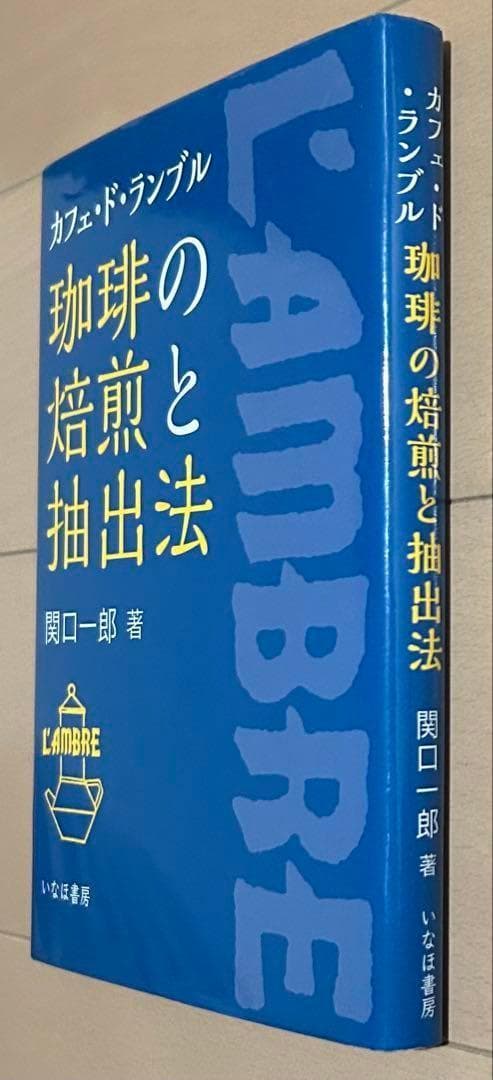 カフェ・ド・ランブル
珈琲の
焙煎と
抽出法
関口一郎 著
L'AMBRE
いなほ書房
L'AMBRE
カフェ・ド
・ランブル
珈琲の焙煎と抽出法
関口一郎 著
いなほ書房